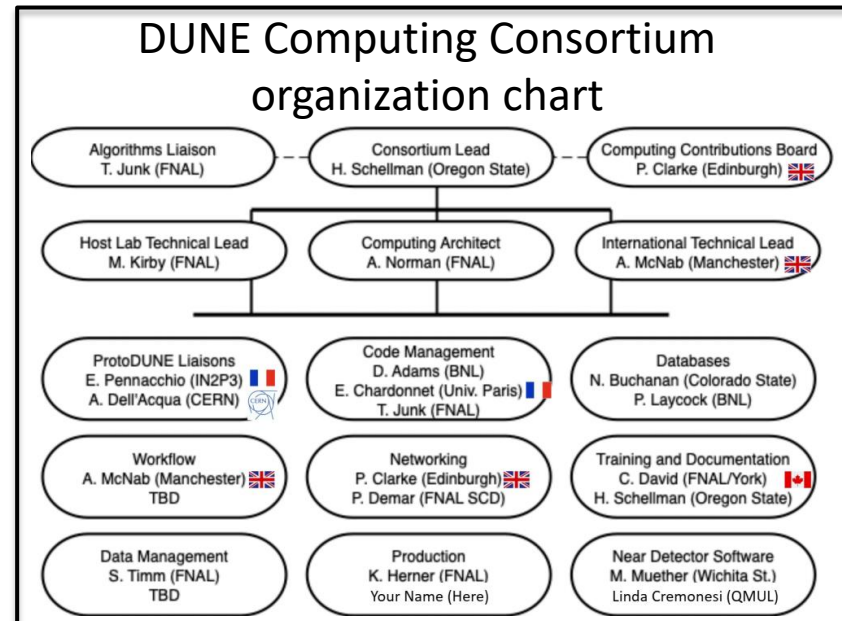 DUNE Computing Consortium
organization chart
Algorithms Liaison
T. Junk (FNAL)
Consortium Lead
H. Schellman (Oregon State)
Computing Contributions Board
P. Clarke (Edinburgh)
Host Lab Technical Lead
M. Kirby (FNAL)
Computing Architect
A. Norman (FNAL)
International Technical Lead
A. McNab (Manchester)
ProtoDUNE Liaisons
E. Pennacchio (IN2P3)
A. Dell'Acqua (CERN)
CERN
Code Management
D. Adams (BNL)
E. Chardonnet (Univ. Paris)
T. Junk (FNAL)
Databases
N. Buchanan (Colorado State)
P. Laycock (BNL)
Workflow
A. McNab (Manchester)
TBD
Networking
P. Clarke (Edinburgh)
P. Demar (FNAL SCD)
Training and Documentation
C. David (FNAL/York)
H. Schellman (Oregon State)
Data Management
S. Timm (FNAL)
TBD
Production
K. Herner (FNAL)
Your Name (Here)
Near Detector Software
M. Muether (Wichita St.)
Linda Cremonesi (QMUL)